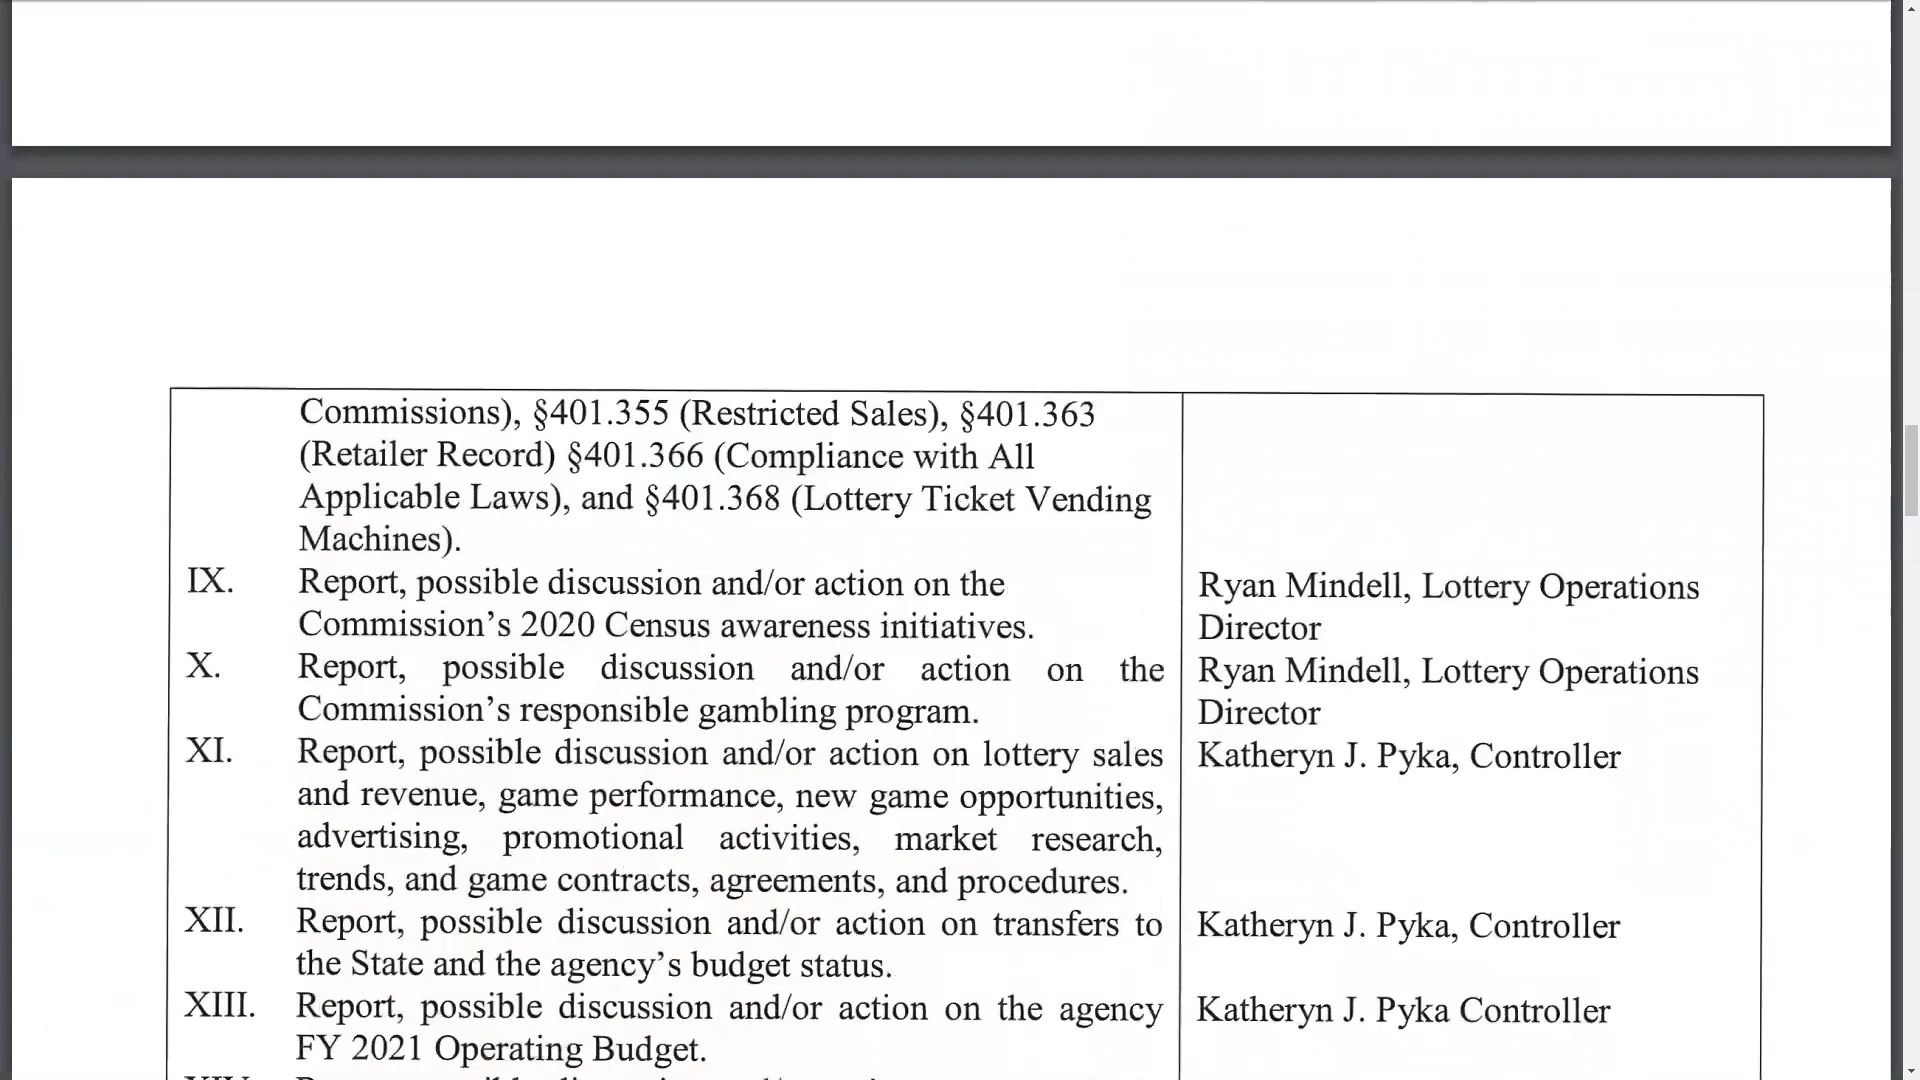 Commissions), §401.355 (Restricted Sales), §401.363
(Retailer Record) §401.366 (Compliance with All
Applicable Laws), and §401.368 (Lottery Ticket Vending
Machines).
IX. Report, possible discussion and/or action on the Ryan Mindell, Lottery Operations
Commission’s 2020 Census awareness initiatives. Director
X. Report, possible discussion and/or action on the Ryan Mindell, Lottery Operations
Commission’s responsible gambling program. Director
XI. Report, possible discussion and/or action on lottery sales Katheryn J. Pyka, Controller
and revenue, game performance, new game opportunities,
advertising, promotional activities, market research,
trends, and game contracts, agreements, and procedures.
XII. Report, possible discussion and/or action on transfers to Katheryn J. Pyka, Controller
the State and the agency’s budget status.
XIII. Report, possible discussion and/or action on the agency Katheryn J. Pyka Controller
FY 2021 Operating Budget.